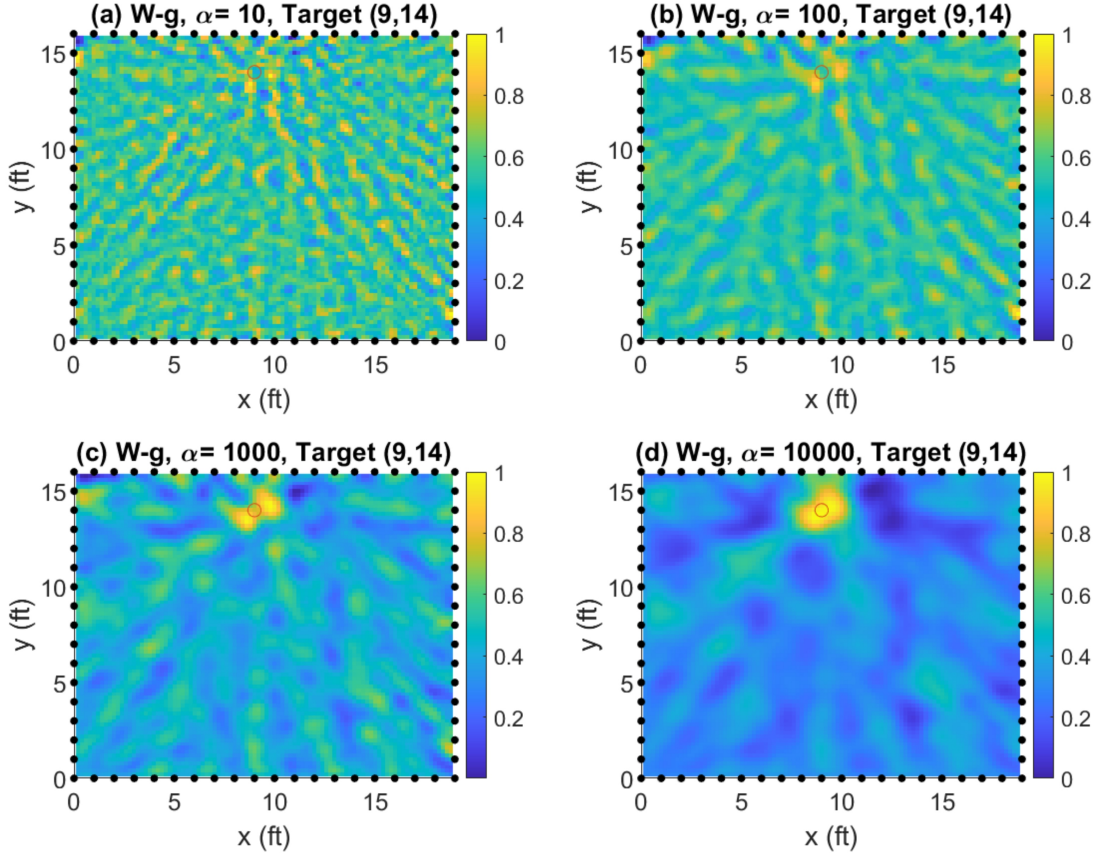 (a) W-g, α= 10, Target (9,14)
15
10
5
0
y (ft)
0 5 10 15
x (ft)
1
0.8
0.6
0.4
0.2
0
(b) W-g, α= 100, Target (9,14)
15
10
5
0
y (ft)
0 5 10 15
x (ft)
1
0.8
0.6
0.4
0.2
0
(c) W-g, α= 1000, Target (9,14)
15
10
5
0
y (ft)
0 5 10 15
x (ft)
1
0.8
0.6
0.4
0.2
(d) W-g, α= 10000, Target (9,14)
15
10
5
0
y (ft)
0 5 10 15
x (ft)
1
0.8
0.6
0.4
0.2
0